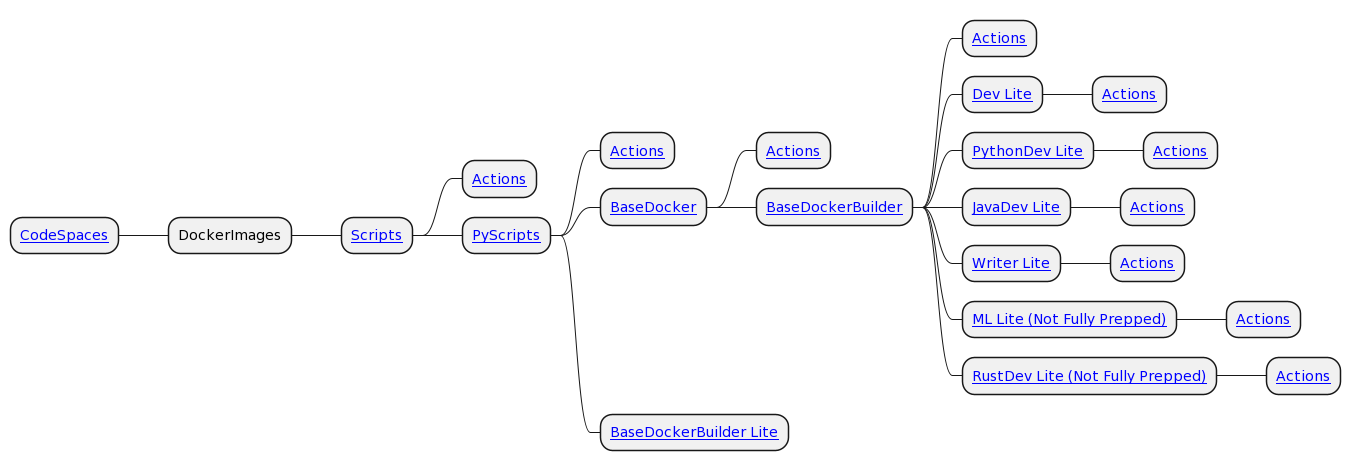 Actions
Dev Lite
Actions
Actions
Actions
PythonDev Lite
Actions
Actions
BaseDocker
BaseDockerBuilder
JavaDev Lite
Actions
CodeSpaces
DockerImages
Scripts
PyScripts
Writer Lite
Actions
ML Lite (Not Fully Prepped)
Actions
RustDev Lite (Not Fully Prepped)
Actions
BaseDockerBuilder Lite